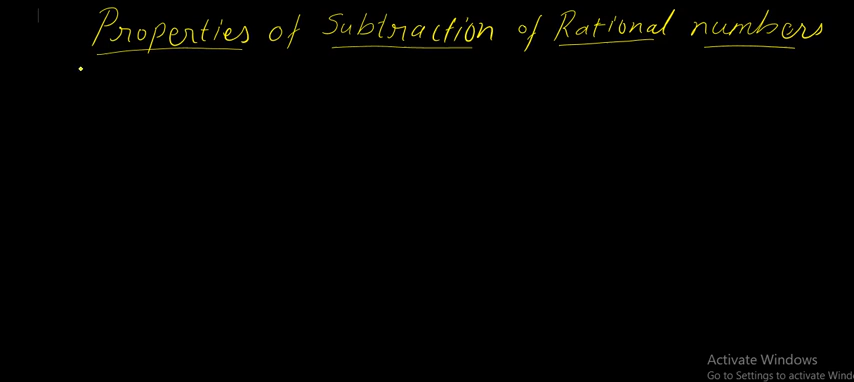 Properties of Subtraction of Rational numbers
Activate Windows
Go to Settings to activate Wind